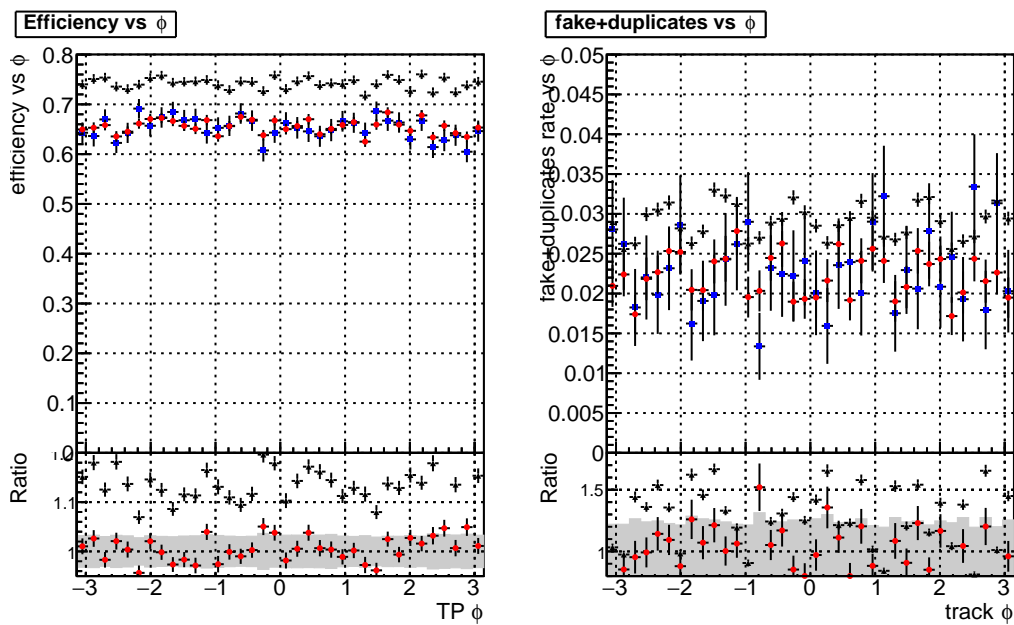 Efficiency vs ϕ
efficiency vs ϕ
0.8
0.7
0.6
0.5
0.4
0.3
0.2
0.1
0
Ratio
1.1
1
−3 −2 −1 0 1 2 3
TP ϕ
fake+duplicates vs ϕ
fake+duplicates rate vs ϕ
0.05
0.045
0.04
0.035
0.03
0.025
0.02
0.015
0.01
0.005
0
Ratio
1.5
1
−3 −2 −1 0 1 2 3
track ϕ